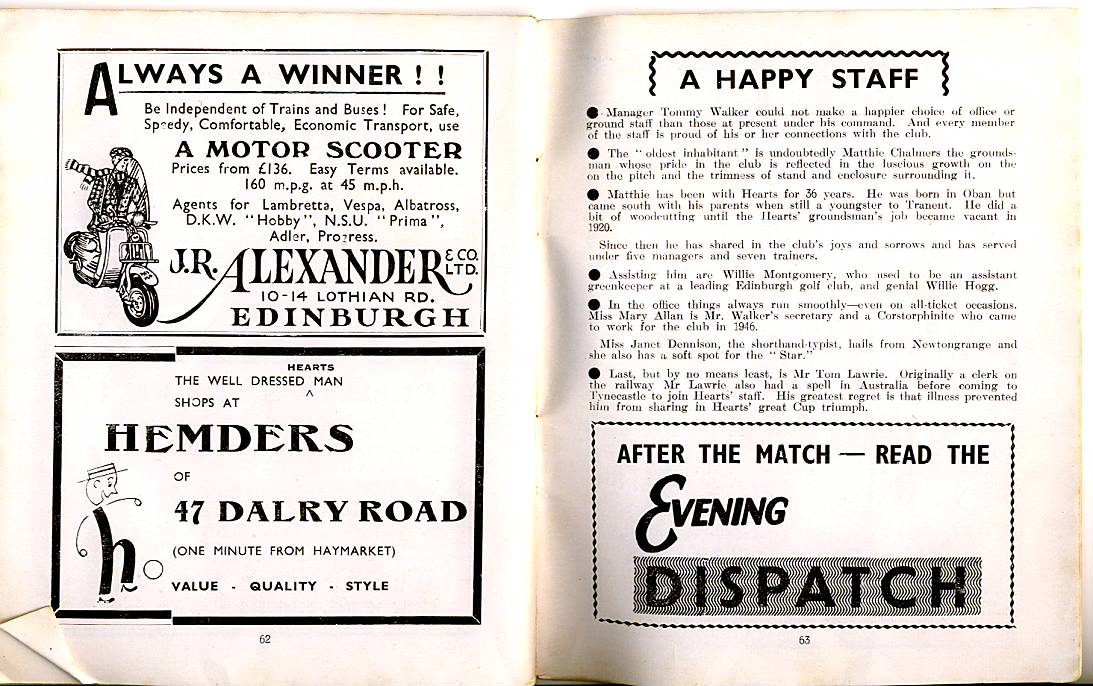 ALWAYS A WINNER ! !
Be Independent of Trains and Buses ! For Safe,
Speedy, Comfortable, Economic Transport, use
A MOTOR SCOOTER
Prices from £136. Easy Terms available.
160 m.p.g. at 45 m.p.h.
Agents for Lambretta, Vespa, Albatross,
D.K.W. "Hobby", N.S.U. "Prima",
Adler, Progress.
J.R. ALEXANDER & CO. LTD.
10-14 LOTHIAN RD.
EDINBURGH
HEARTS
THE WELL DRESSED ^ MAN
SHOPS AT
HEMDERS
OF
47 DALRY ROAD
(ONE MINUTE FROM HAYMARKET)
h
VALUE - QUALITY - STYLE
62
A HAPPY STAFF
● Manager Tommy Walker could not make a happier choice of office or
ground staff than those at present under his command. And every member
of the staff is proud of his or her connections with the club.
● The "oldest inhabitant" is undoubtedly Matthie Chalmers the grounds-
man whose pride in the club is reflected in the luscious growth on the
on the pitch and the trimness of stand and enclosure surrounding it.
● Matthie has been with Hearts for 36 years. He was born in Oban but
came south with his parents when still a youngster to Tranent. He did a
bit of woodcutting until the Hearts' groundsman's job became vacant in
1920.
Since then he has shared in the club's joys and sorrows and has served
under five managers and seven trainers.
● Assisting him are Willie Montgomery, who used to be an assistant
greenkeeper at a leading Edinburgh golf club, and genial Willie Hogg.
● In the office things always run smoothly—even on all-ticket occasions.
Miss Mary Allan is Mr. Walker's secretary and a Corstorphinite who came
to work for the club in 1946.
Miss Janet Dennison, the shorthand-typist, hails from Newtongrange and
she also has a soft spot for the "Star."
● Last, but by no means least, is Mr Tom Lawrie. Originally a clerk on
the railway Mr Lawrie also had a spell in Australia before coming to
Tynecastle to join Hearts' staff. His greatest regret is that illness prevented
him from sharing in Hearts' great Cup triumph.
AFTER THE MATCH — READ THE
EVENING
DISPATCH
63